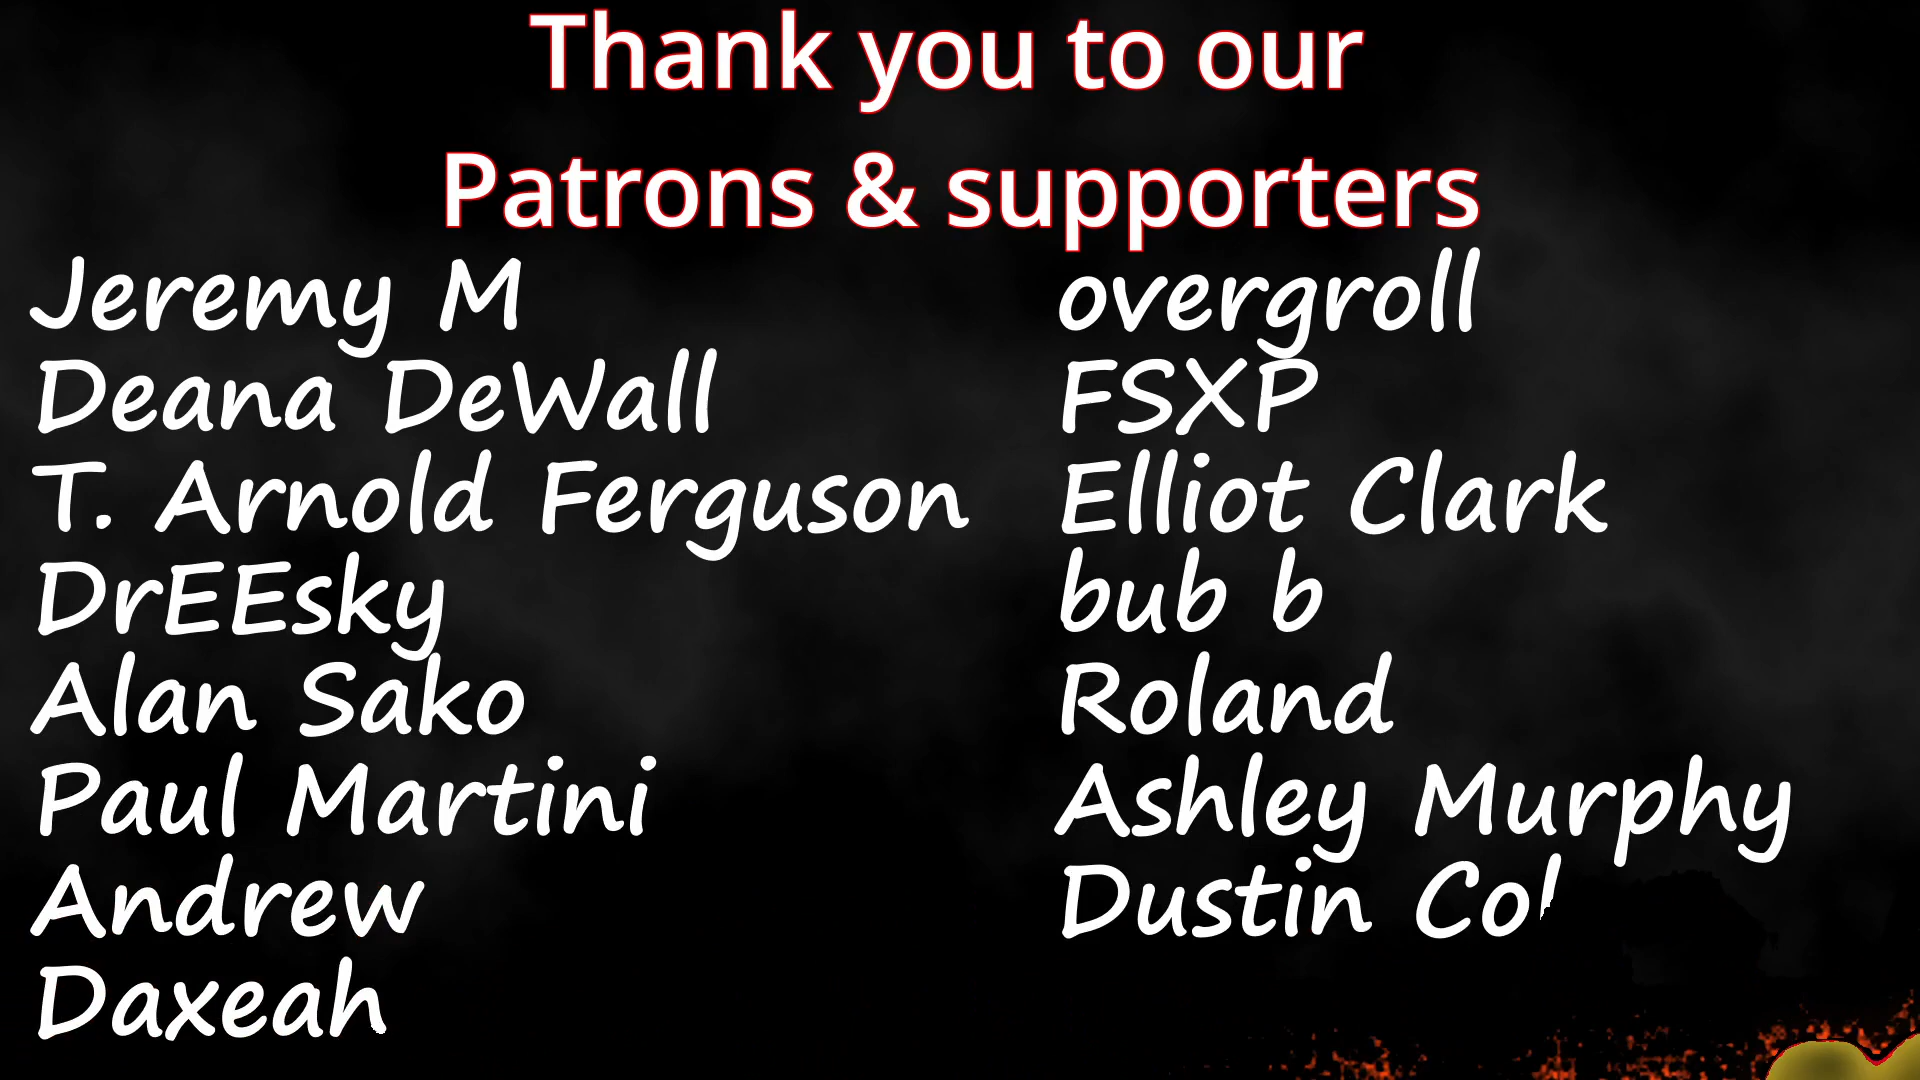 Thank you to our
Patrons & supporters
Jeremy M
Deana DeWall
T. Arnold Ferguson
DrEEsky
Alan Sako
Paul Martini
Andrew
Daxeah
overgroll
FSXP
Elliot Clark
bub b
Roland
Ashley Murphy
Dustin